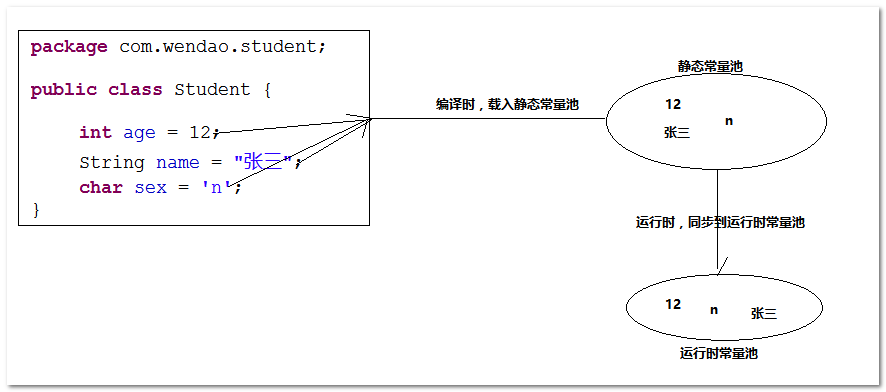 package com.wendao.student;
public class Student {
int age = 12;
String name = "张三";
char sex = 'n';
}
编译时，载入静态常量池
静态常量池
12
n
张三
运行时，同步到运行时常量池
12
n
张三
运行时常量池